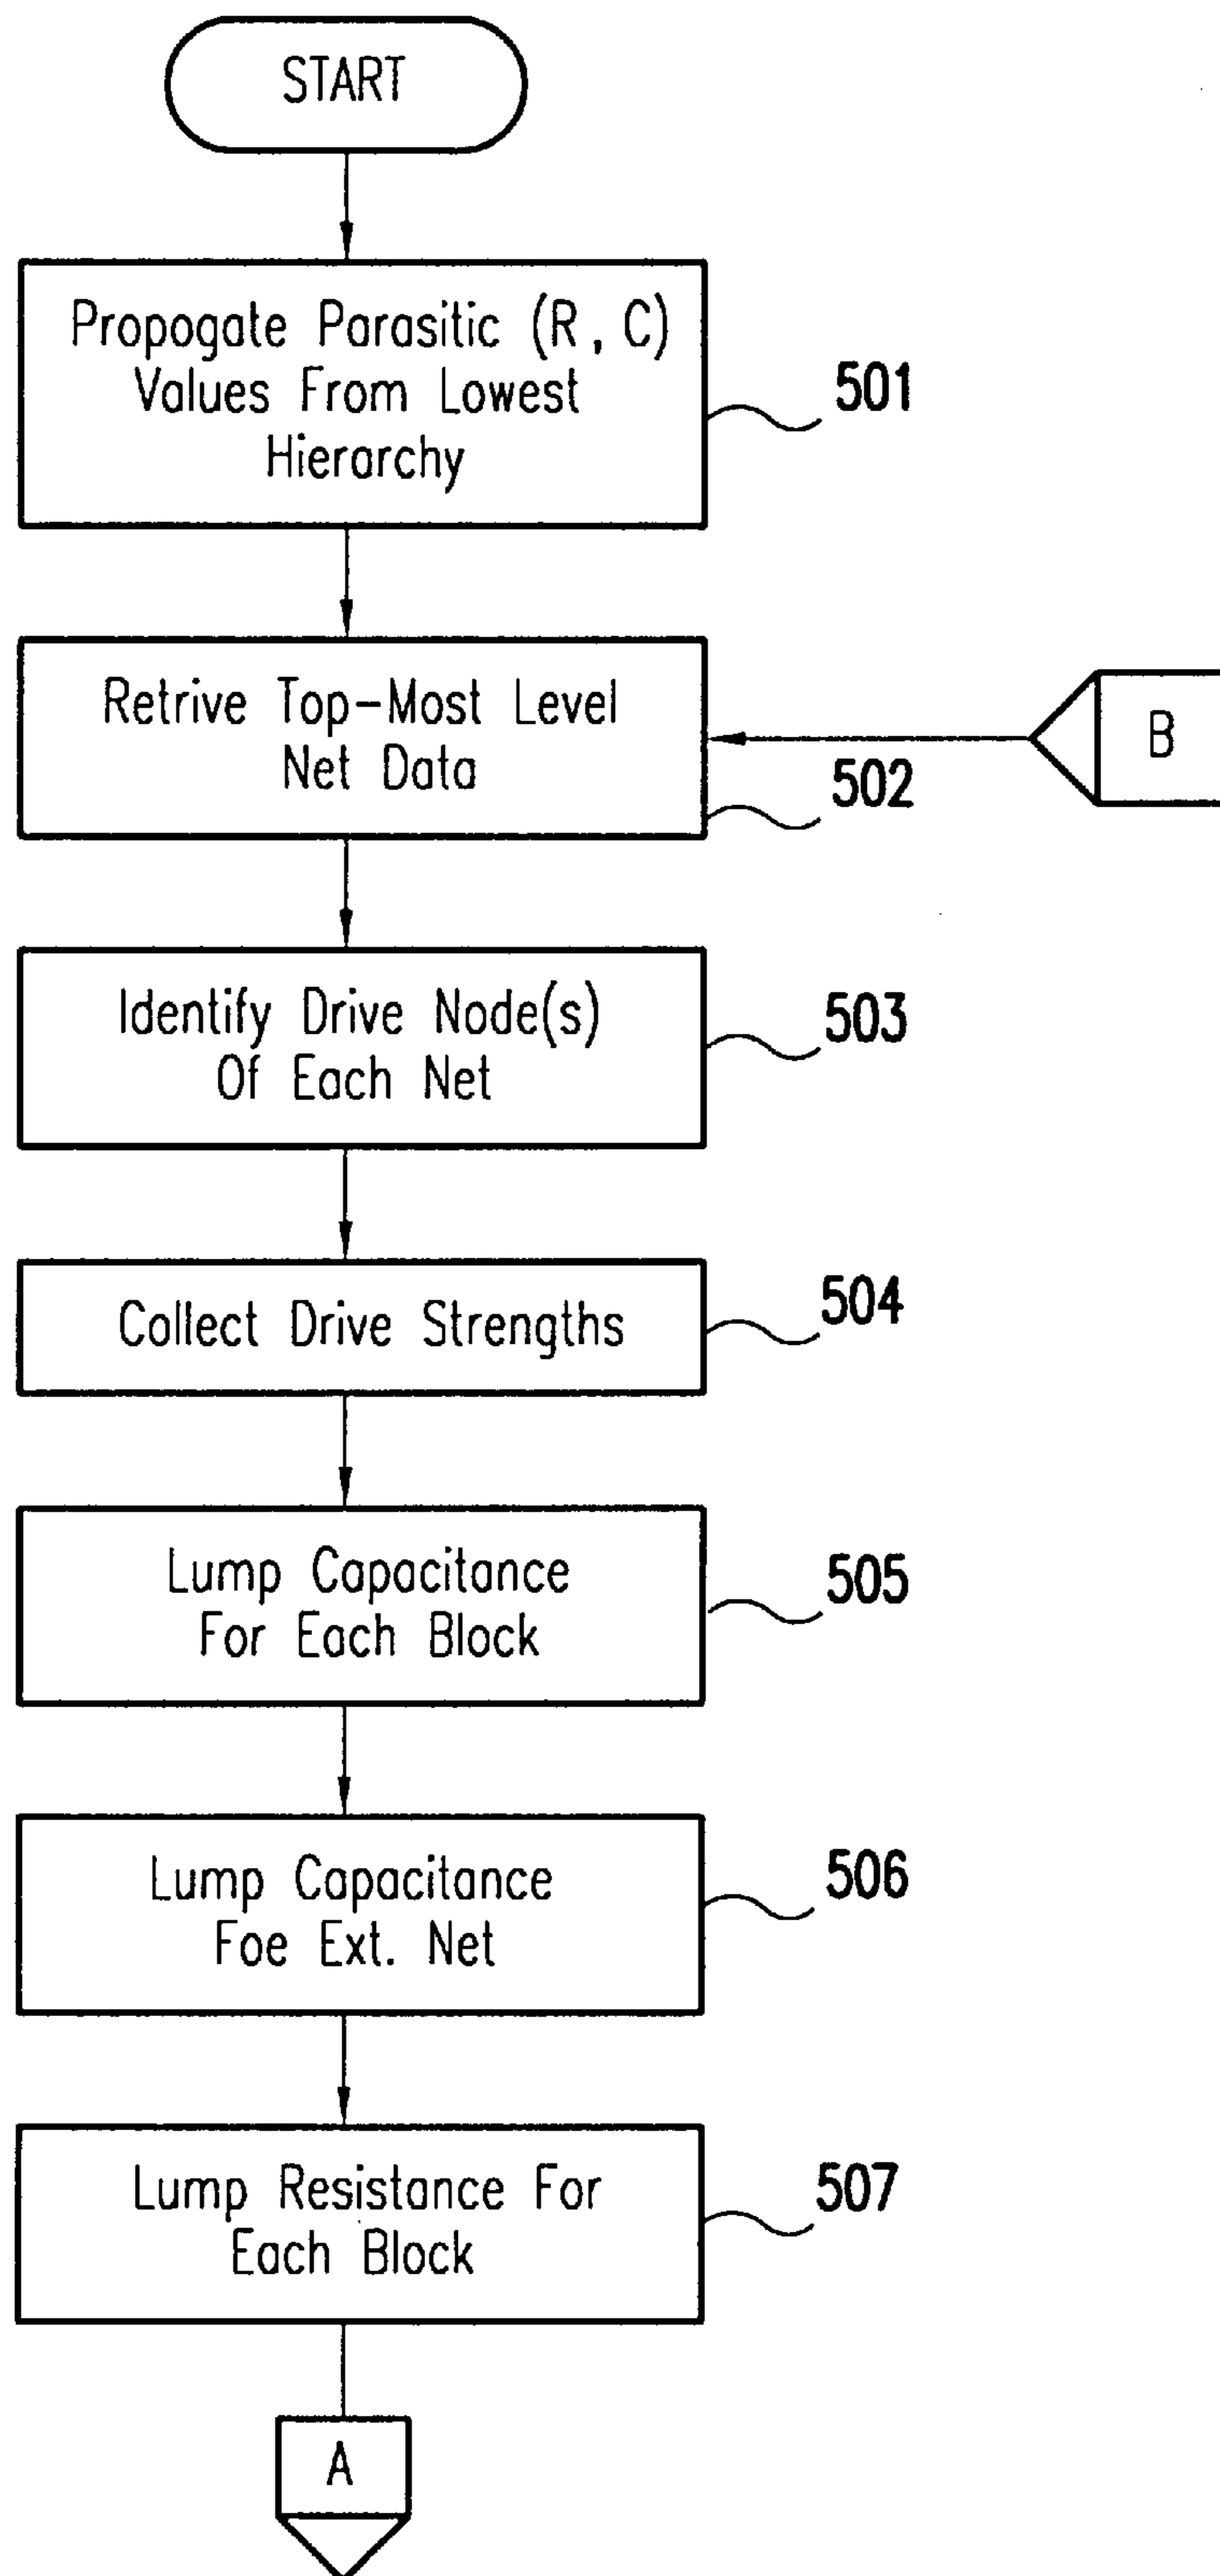 START
Propogate Parasitic (R, C)
Values From Lowest
Hierarchy
501
Retrive Top-Most Level
Net Data
502
B
Identify Drive Node(s)
Of Each Net
503
Collect Drive Strengths
504
Lump Capacitance
For Each Block
505
Lump Capacitance
Foe Ext. Net
506
Lump Resistance For
Each Block
507
A